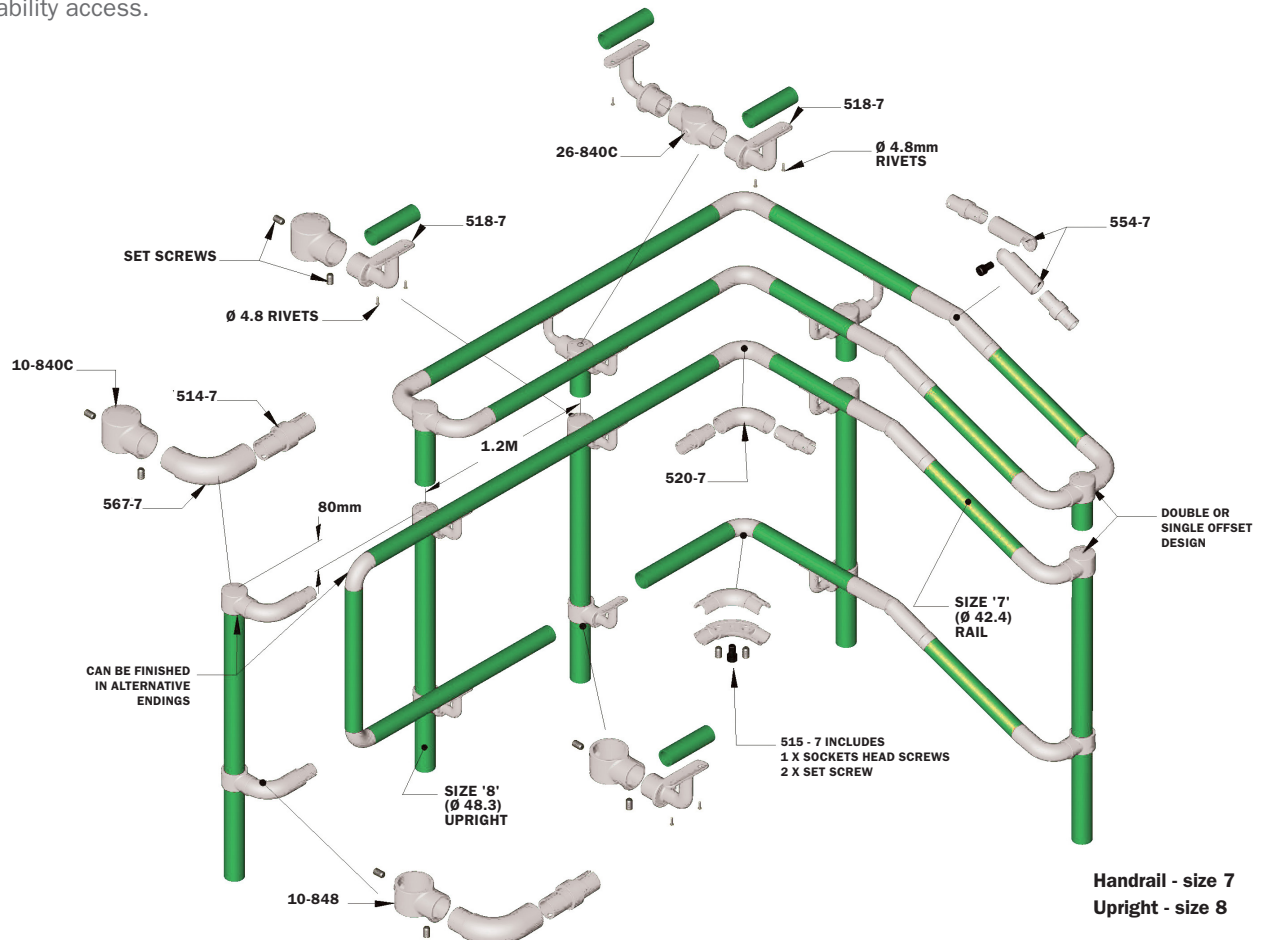 ability access.
518-7
26-840C
Ø 4.8mm
RIVETS
518-7
554-7
SET SCREWS
Ø 4.8 RIVETS
10-840C
514-7
1.2M
567-7
80mm
520-7
DOUBLE OR
SINGLE OFFSET
DESIGN
SIZE '7'
(Ø 42.4)
RAIL
CAN BE FINISHED
IN ALTERNATIVE
ENDINGS
515 - 7 INCLUDES
1 X SOCKETS HEAD SCREWS
2 X SET SCREW
SIZE '8'
(Ø 48.3)
UPRIGHT
10-848
Handrail - size 7
Upright - size 8